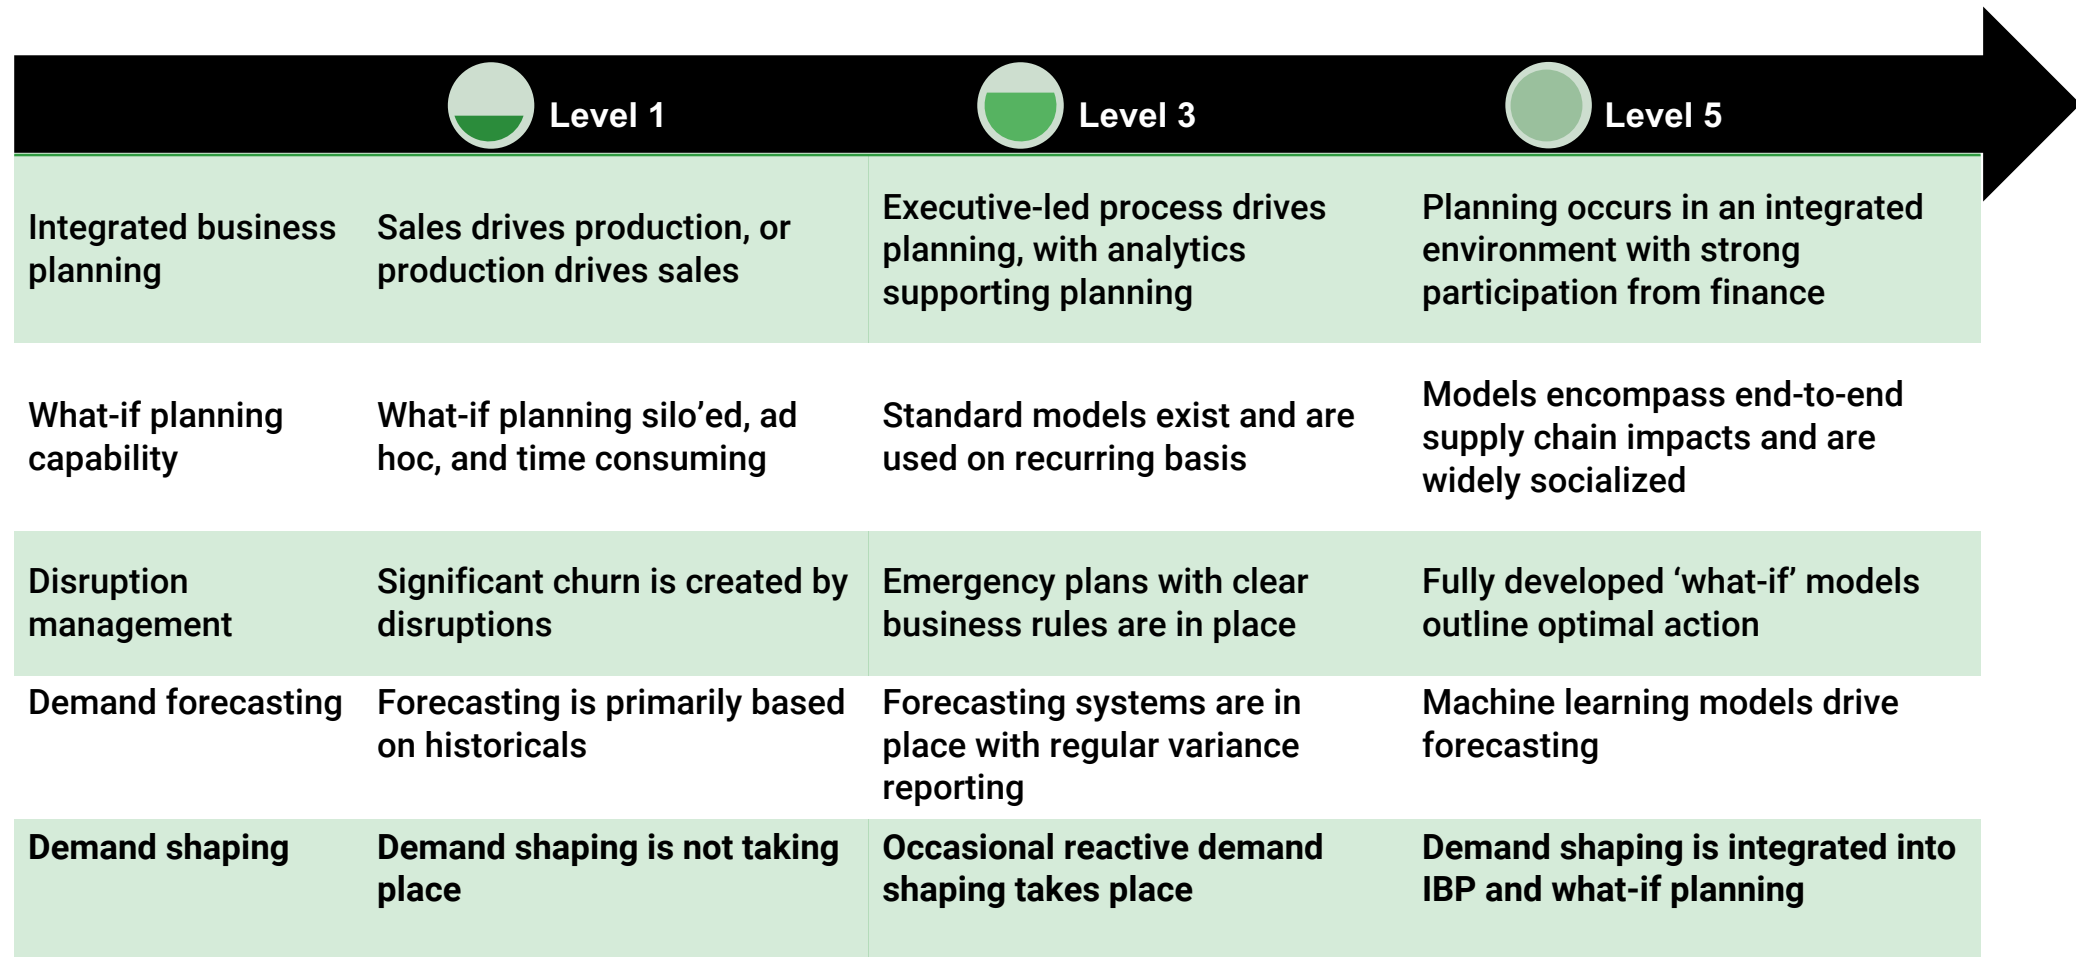 Level 1
Level 3
Level 5
Integrated business
planning
Sales drives production, or
production drives sales
Executive-led process drives
planning, with analytics
supporting planning
Planning occurs in an integrated
environment with strong
participation from finance
What-if planning
capability
What-if planning silo’ed, ad
hoc, and time consuming
Standard models exist and are
used on recurring basis
Models encompass end-to-end
supply chain impacts and are
widely socialized
Disruption
management
Significant churn is created by
disruptions
Emergency plans with clear
business rules are in place
Fully developed ‘what-if’ models
outline optimal action
Demand forecasting
Forecasting is primarily based
on historicals
Forecasting systems are in
place with regular variance
reporting
Machine learning models drive
forecasting
Demand shaping
Demand shaping is not taking
place
Occasional reactive demand
shaping takes place
Demand shaping is integrated into
IBP and what-if planning